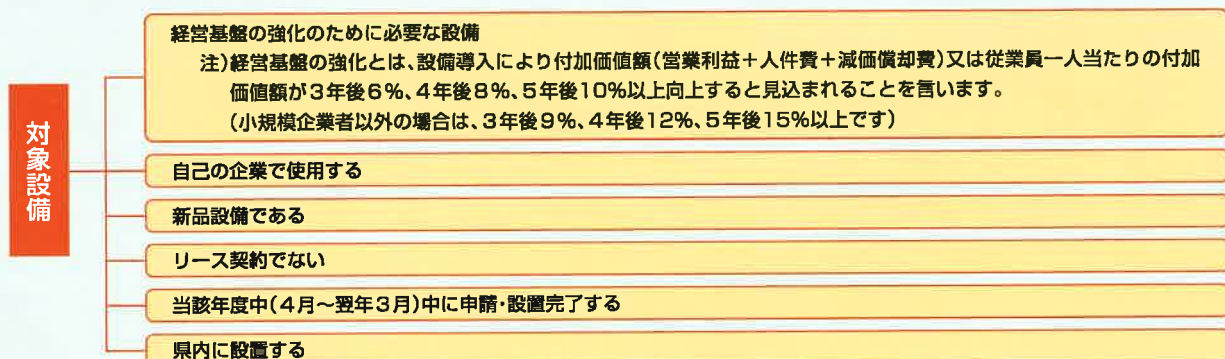 対象設備
経営基盤の強化のために必要な設備
注)経営基盤の強化とは、設備導入により付加価値額(営業利益+人件費+減価償却費)又は従業員一人当たりの付加
価値額が3年後6%、4年後8%、5年後10%以上向上すると見込まれることを言います。
(小規模企業者以外の場合は、3年後9%、4年後12%、5年後15%以上です)
自己の企業で使用する
新品設備である
リース契約でない
当該年度中(4月～翌年3月)中に申請・設置完了する
県内に設置する